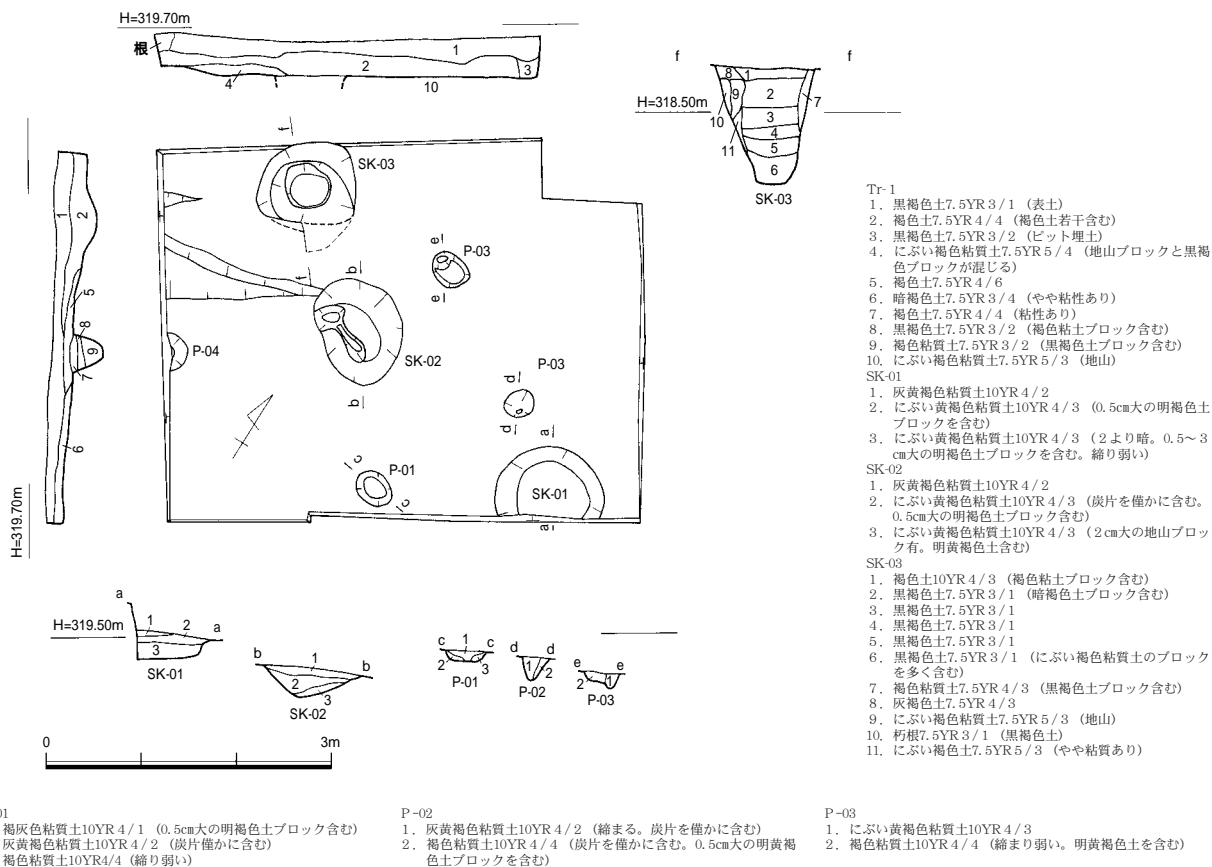 H=319.70m
根
1
2
3
4
10
f
f
8
1
9
2
7
H=318.50m
3
10
4
11
5
6
SK-03
f
SK-03
1
2
e
P-03
f
b
e
5
8
9
7
P-04
SK-02
P-03
d
6
b
d
a
c
P-01
SK-01
c
a
H=319.70m
a
H=319.50m
1
2
a
3
SK-01
b
1
b
2
3
SK-02
c
1
c
2
3
P-01
d
d
1
2
P-02
e
e
2
1
P-03
0
3m
Tr-1
1．黒褐色土7.5YR３/１（表土）
2．褐色土7.5YR４/４（褐色土若干含む）
3．黒褐色土7.5YR３/２（ピット埋土）
4．にぶい褐色粘質土7.5YR５/４（地山ブロックと黒褐
色ブロックが混じる）
5．褐色土7.5YR４/６
6．暗褐色土7.5YR３/４（やや粘性あり）
7．褐色土7.5YR４/４（粘性あり）
8．黒褐色土7.5YR３/２（褐色粘土ブロック含む）
9．褐色粘質土7.5YR３/２（黒褐色土ブロック含む）
10．にぶい褐色粘質土7.5YR５/３（地山）
SK-01
1．灰黄褐色粘質土10YR４/２
2．にぶい黄褐色粘質土10YR４/３（0.5㎝大の明褐色土
ブロックを含む）
3．にぶい黄褐色粘質土10YR４/３（２より暗。0.5～３
㎝大の明褐色土ブロックを含む。締り弱い）
SK-02
1．灰黄褐色粘質土10YR４/２
2．にぶい黄褐色粘質土10YR４/３（炭片を僅かに含む。
0.5㎝大の明褐色土ブロック含む）
3．にぶい黄褐色粘質土10YR４/３（２㎝大の地山ブロッ
ク有。明黄褐色土含む）
SK-03
1．褐色土10YR４/３（褐色粘土ブロック含む）
2．黒褐色土7.5YR３/１（暗褐色土ブロック含む）
3．黒褐色土7.5YR３/１
4．黒褐色土7.5YR３/１
5．黒褐色土7.5YR３/１
6．黒褐色土7.5YR３/１（にぶい褐色粘質土のブロック
を多く含む）
7．褐色粘質土7.5YR４/３（黒褐色土ブロック含む）
8．灰褐色土7.5YR４/３
9．にぶい褐色粘質土7.5YR５/３（地山）
10．朽根7.5YR３/１（黒褐色土）
11．にぶい褐色土7.5YR５/３（やや粘質あり）
01
褐灰色粘質土10YR４/１（0.5㎝大の明褐色土ブロック含む）
灰黄褐色粘質土10YR４/２（炭片僅かに含む）
褐色粘質土10YR4/4（締り弱い）
P-02
1．灰黄褐色粘質土10YR４/２（締まる。炭片を僅かに含む）
2．褐色粘質土10YR４/４（炭片を僅かに含む。0.5㎝大の明黄褐
色土ブロックを含む）
P-03
1．にぶい黄褐色粘質土10YR４/３
2．褐色粘質土10YR４/４（締まり弱い。明黄褐色土を含む）